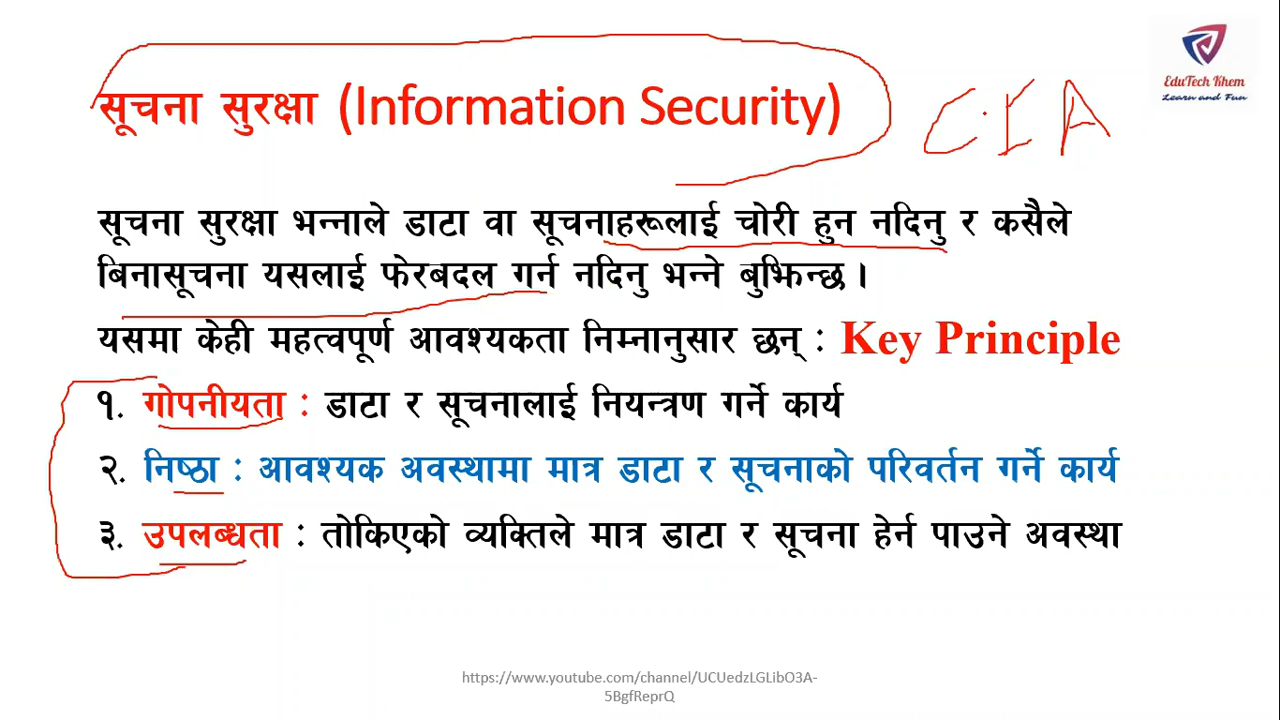 EduTech Khem
Learn and Fun
सूचना सुरक्षा (Information Security)
CIA
सूचना सुरक्षा भन्नाले डाटा वा सूचनाहरूलाई चोरी हुन नदिनु र कसैले
बिनासूचना यसलाई फेरबदल गर्न नदिनु भन्ने बुझिन्छ ।
यसमा केही महत्वपूर्ण आवश्यकता निम्नानुसार छन् : Key Principle
१. गोपनीयता : डाटा र सूचनालाई नियन्त्रण गर्ने कार्य
२. निष्ठा : आवश्यक अवस्थामा मात्र डाटा र सूचनाको परिवर्तन गर्ने कार्य
३. उपलब्धता : तोकिएको व्यक्तिले मात्र डाटा र सूचना हेर्न पाउने अवस्था
https://www.youtube.com/channel/UCUedzLGLibO3A-
5BgfReprQ